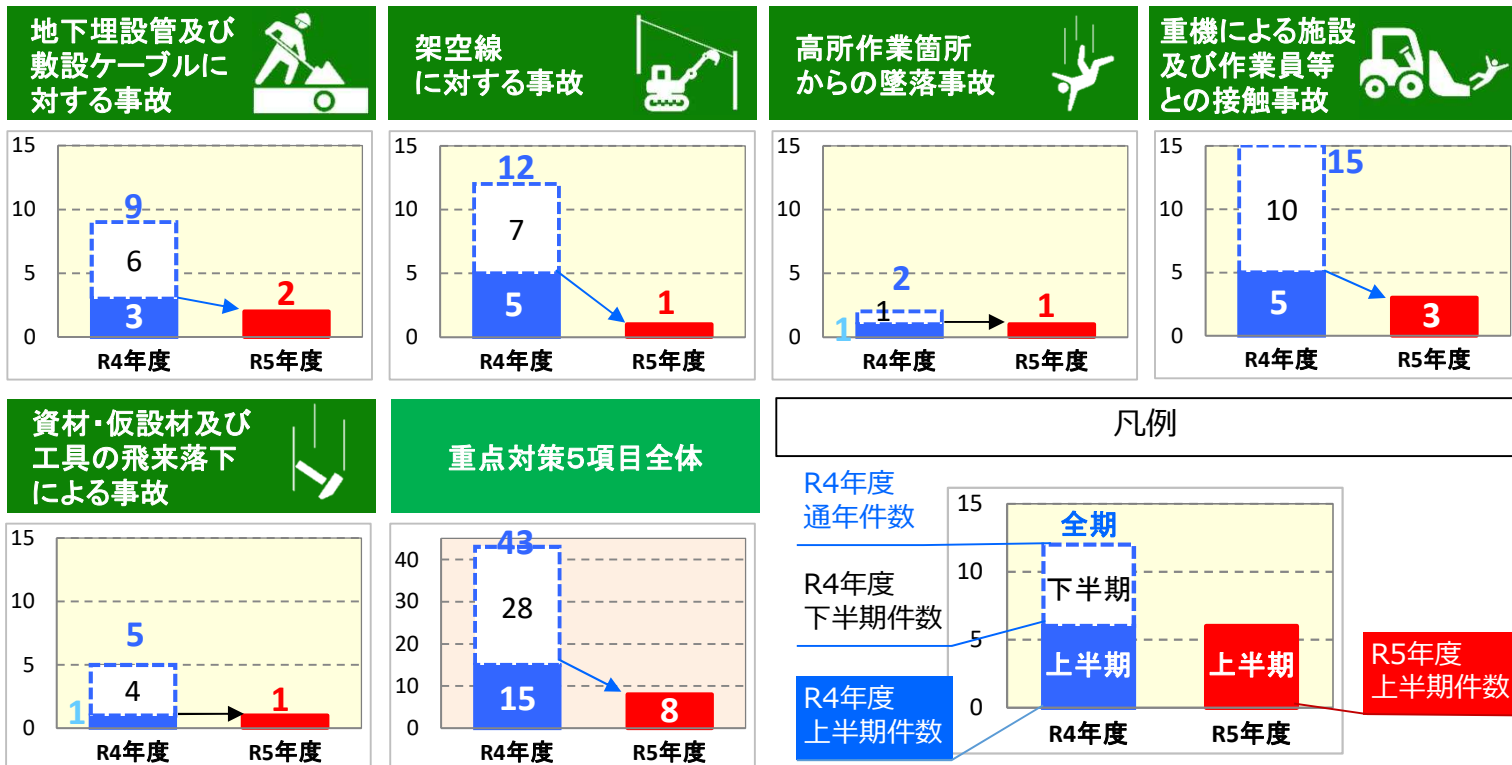 地下埋設管及び
敷設ケーブルに
対する事故
15
10
5
0
9
6
3
2
R4年度
R5年度
架空線
に対する事故
15
10
5
0
12
7
5
1
R4年度
R5年度
高所作業箇所
からの墜落事故
15
10
5
0
2
1
1
1
R4年度
R5年度
重機による施設
及び作業員等
との接触事故
15
10
5
0
15
10
5
3
R4年度
R5年度
資材・仮設材及び
工具の飛来落下
による事故
15
10
5
0
5
4
1
1
R4年度
R5年度
重点対策5項目全体
40
30
20
10
0
43
28
15
8
R4年度
R5年度
凡例
R4年度
通年件数
R4年度
下半期件数
R4年度
上半期件数
15
10
5
0
全期
下半期
上半期
上半期
R4年度
R5年度
R5年度
上半期件数